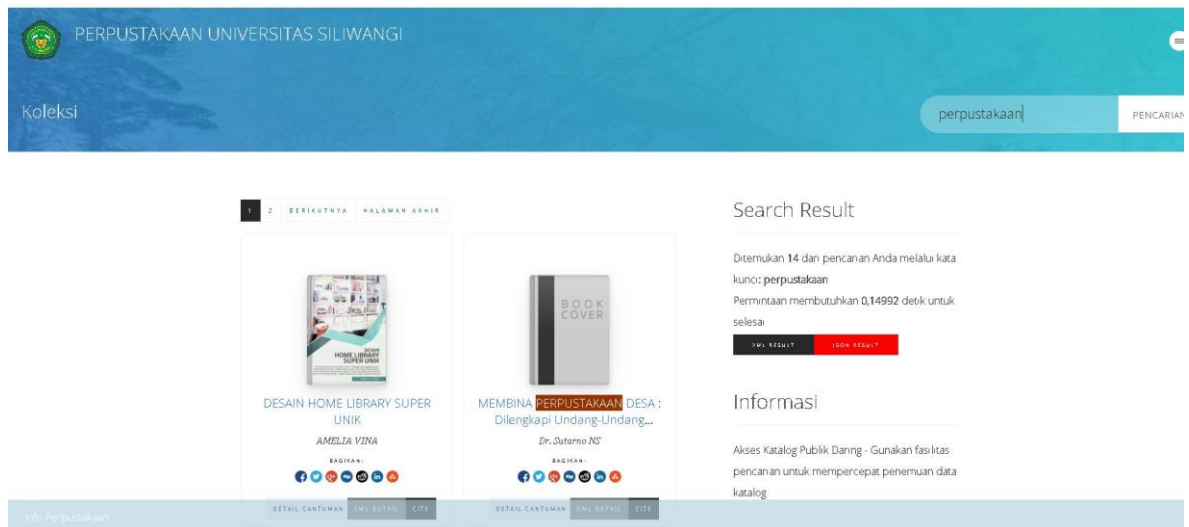 PERPUSTAKAAN UNIVERSITAS SILIWANGI
Koleksi
perpustakaan
PENCARIAN
1 2 BERIKUTNYA HALAMAN AKHIR
DESAIN
HOME LIBRARY
SUPER UNIK
DESAIN HOME LIBRARY SUPER
UNIK
AMELIA VINA
BAGIKAN:
DETAIL CANTUMAN XML DETAIL CITE
BOOK
COVER
MEMBINA PERPUSTAKAAN DESA :
Dilengkapi Undang-Undang...
Dr. Sutarno NS
BAGIKAN:
DETAIL CANTUMAN XML DETAIL CITE
Search Result
Ditemukan 14 dari pencarian Anda melalui kata
kunci: perpustakaan
Permintaan membutuhkan 0,14992 detik untuk
selesai
XML RESULT JSON RESULT
Informasi
Akses Katalog Publik Daring - Gunakan fasilitas
pencarian untuk mempercepat penemuan data
katalog
Info Perpustakaan